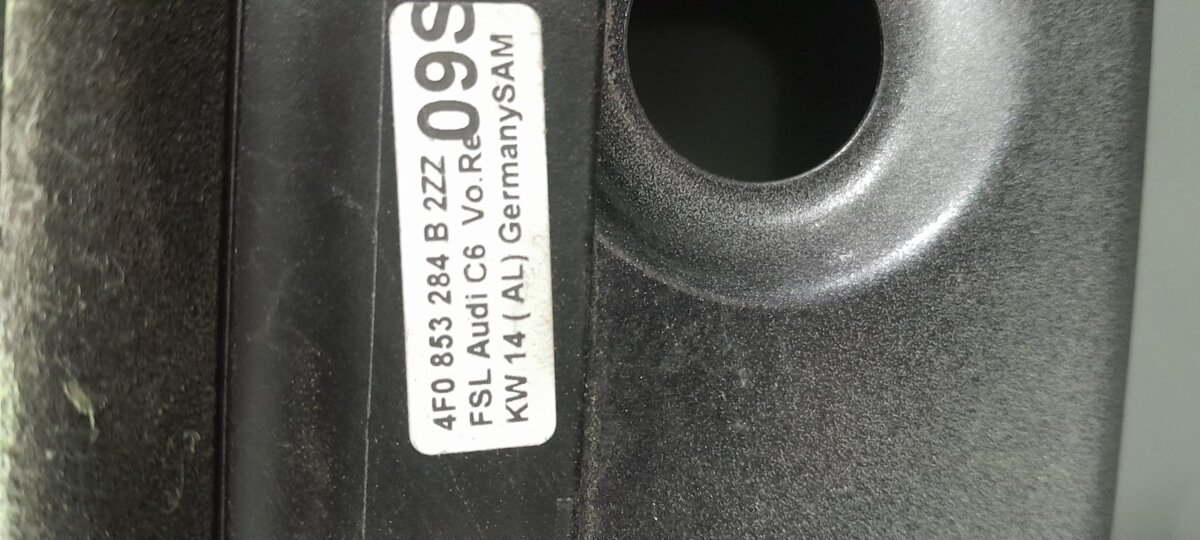 4F0 853 284 B 2ZZ
FSL Audi C6 Vo.Re
09S
KW 14 ( AL) GermanySAM